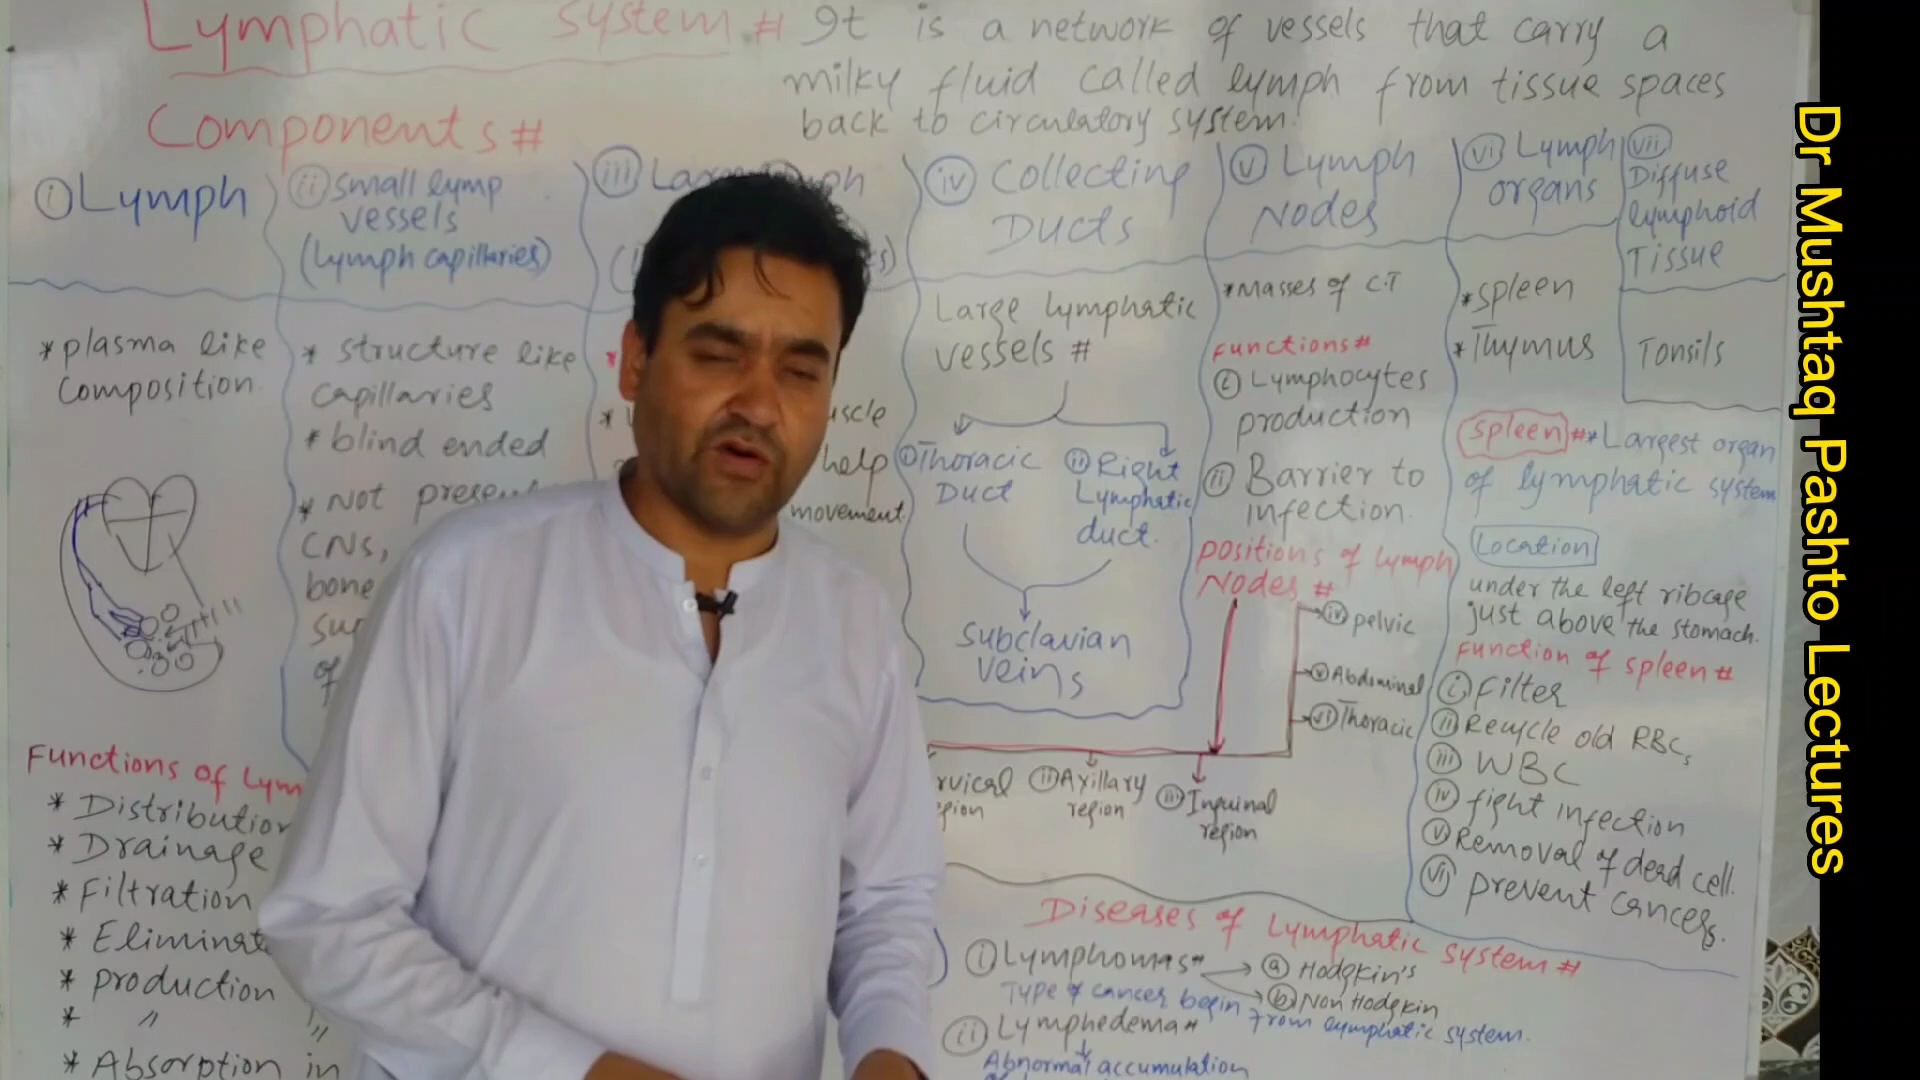 Lymphatic System # It is a network of vessels that carry a
milky fluid called lymph from tissue spaces
back to circulatory system.
Components #
(i) Lymph
* plasma like
composition.
(ii) small lymp
vessels
(lymph capillaries)
* structure like
capillaries
* blind ended
* Not
CNs,
bone
of
(iii)
help
movement
(iv) Collecting
Ducts
Large lymphatic
vessels #
(i) Thoracic
Duct
(ii) Right
Lymphatic
duct.
Subclavian
veins
(v) Lymph
Nodes
* Masses of C.T
Functions #
(i) Lymphocytes
production
(ii) Barrier to
infection.
positions of lymph
Nodes #
(iv) pelvic
(v) Abdominal
(vi) Thoracic
region
(ii) Axillary
region
(iii) Inguinal
region
(vi) Lymph
organs
* spleen
* Thymus
(vii)
Diffuse
lymphoid
Tissue
Tonsils
Spleen #* Largest organ
of lymphatic system
Location
under the left ribcage
just above the stomach.
Function of spleen #
(i) Filter
(ii) Recycle old RBCs
(iii) WBC
(iv) fight infection
(v) Removal of dead cell.
(vi) prevent cancers.
Functions of Lym
* Distribution
* Drainage
* Filtration
* Eliminat
* production
* " "
* Absorption in
Diseases of Lymphatic system #
(i) Lymphomas #
(a) Hodgkin's
(b) Non Hodgkin
Type of cancer begin from lymphatic system.
(ii) Lymphedema #
Abnormal accumulation
Dr Mushtaq Pashto Lectures